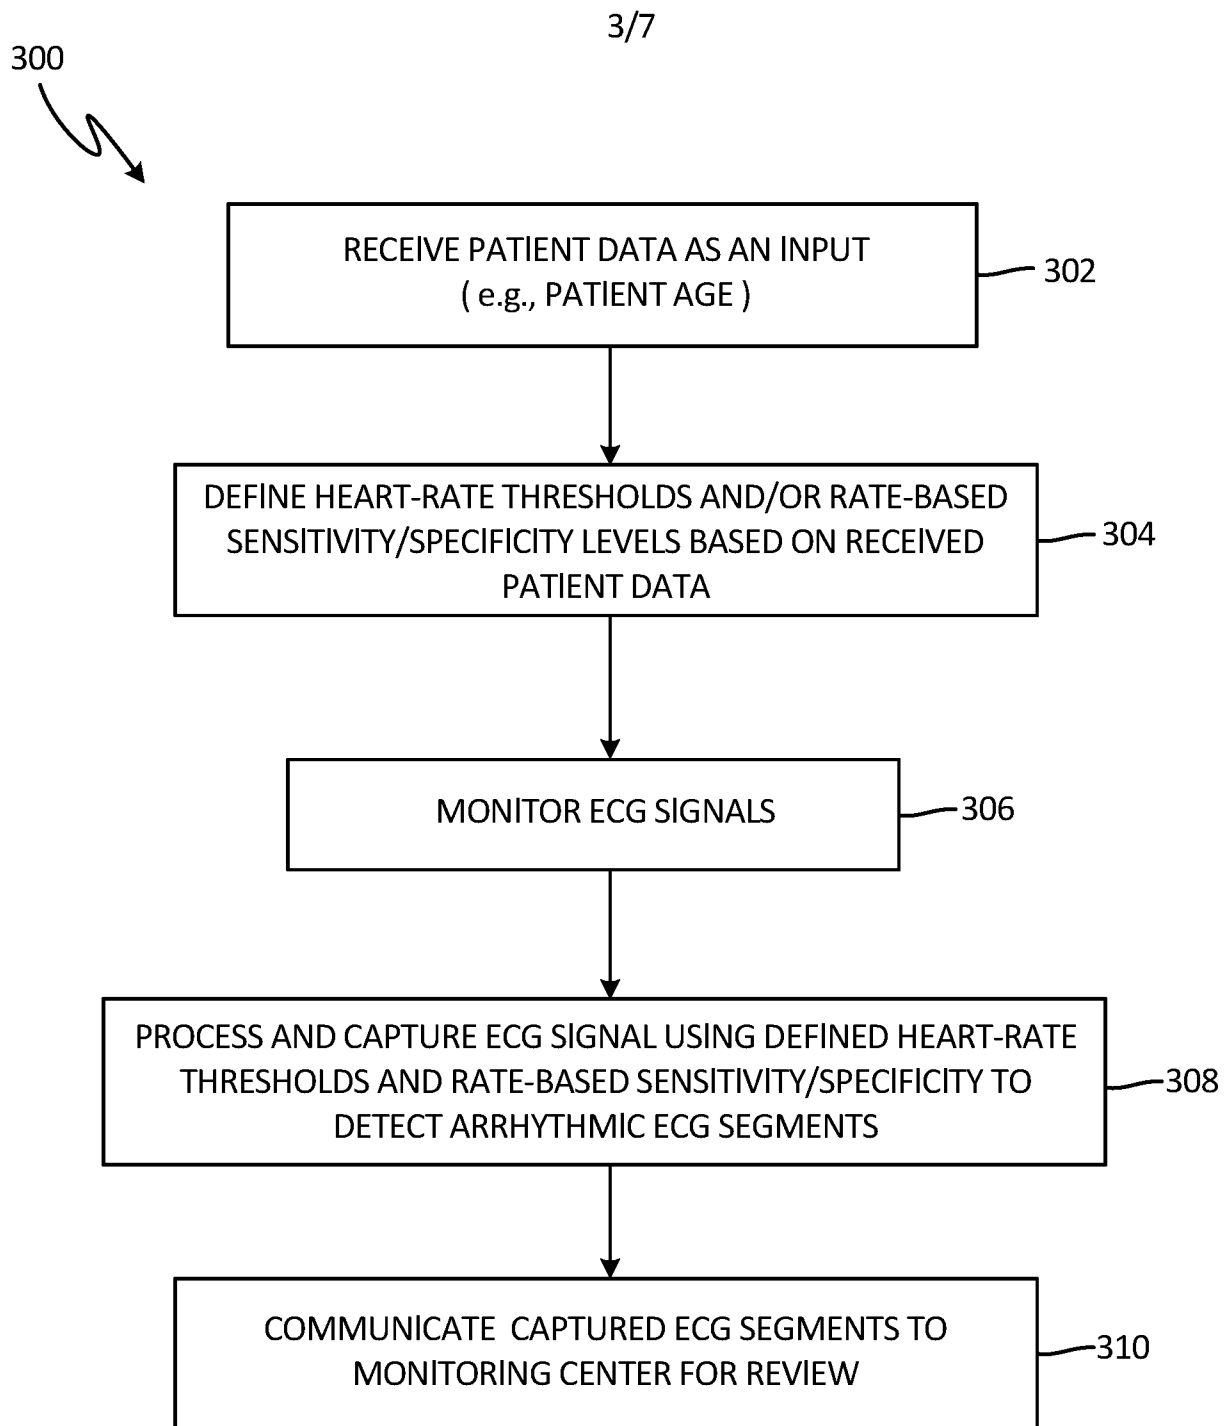 3/7
300
RECEIVE PATIENT DATA AS AN INPUT
( e.g., PATIENT AGE )
302
DEFINE HEART-RATE THRESHOLDS AND/OR RATE-BASED
SENSITIVITY/SPECIFICITY LEVELS BASED ON RECEIVED
PATIENT DATA
304
MONITOR ECG SIGNALS
306
PROCESS AND CAPTURE ECG SIGNAL USING DEFINED HEART-RATE
THRESHOLDS AND RATE-BASED SENSITIVITY/SPECIFICITY TO
DETECT ARRHYTHMIC ECG SEGMENTS
308
COMMUNICATE CAPTURED ECG SEGMENTS TO
MONITORING CENTER FOR REVIEW
310